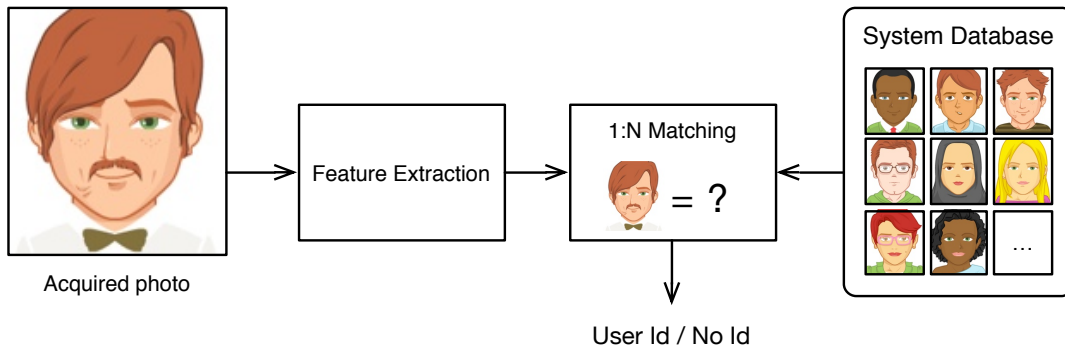 System Database
1:N Matching
Feature Extraction
= ?
...
Acquired photo
User Id / No Id